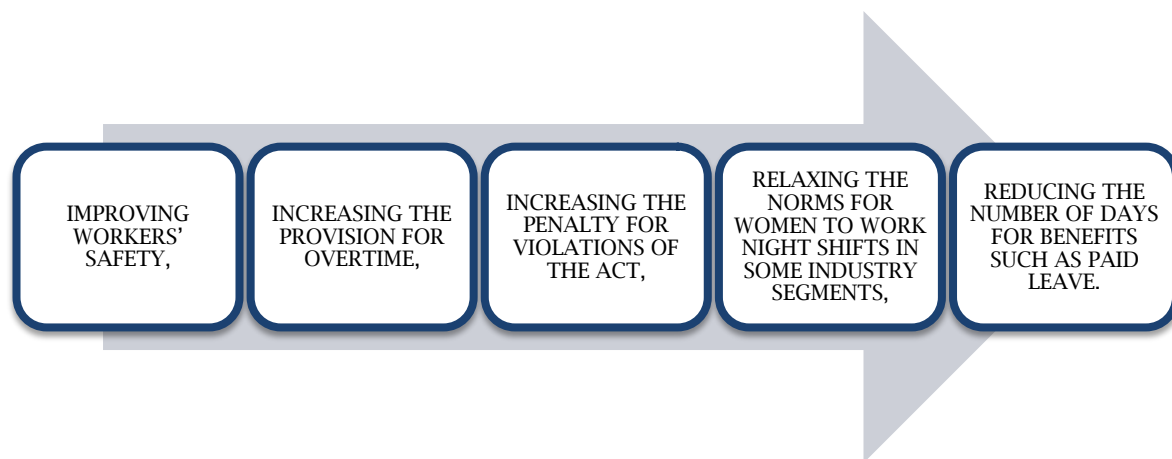 IMPROVING
WORKERS’
SAFETY,
INCREASING THE
PROVISION FOR
OVERTIME,
INCREASING THE
PENALTY FOR
VIOLATIONS OF
THE ACT,
RELAXING THE
NORMS FOR
WOMEN TO WORK
NIGHT SHIFTS IN
SOME INDUSTRY
SEGMENTS,
REDUCING THE
NUMBER OF DAYS
FOR BENEFITS
SUCH AS PAID
LEAVE.